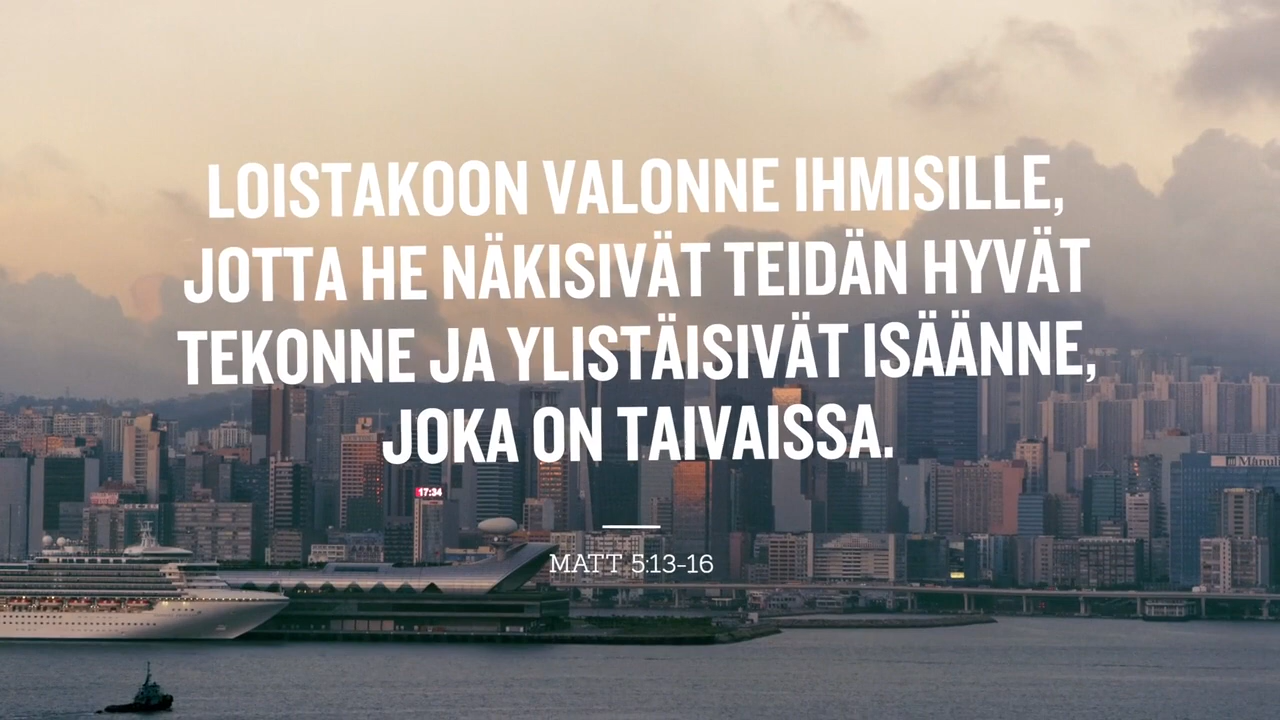 LOISTAKOON VALONNE IHMISILLE,
JOTTA HE NÄKISIVÄT TEIDÄN HYVÄT
TEKONNE JA YLISTÄISIVÄT ISÄÄNNE,
JOKA ON TAIVAISSA.
17:34
MATT 5:13-16